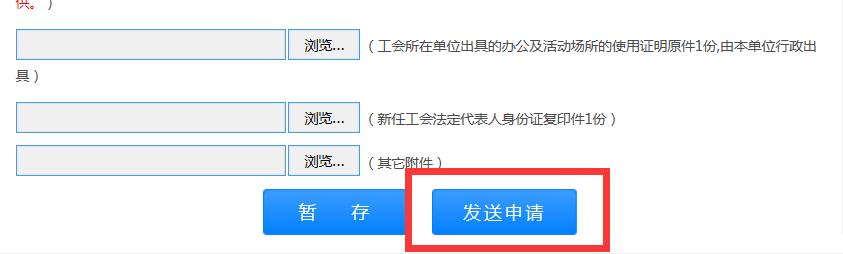 供。）
浏览... （工会所在单位出具的办公及活动场所的使用证明原件1份,由本单位行政出
具）
浏览... （新任工会法定代表人身份证复印件1份）
浏览... （其它附件）
暂 存 发送申请